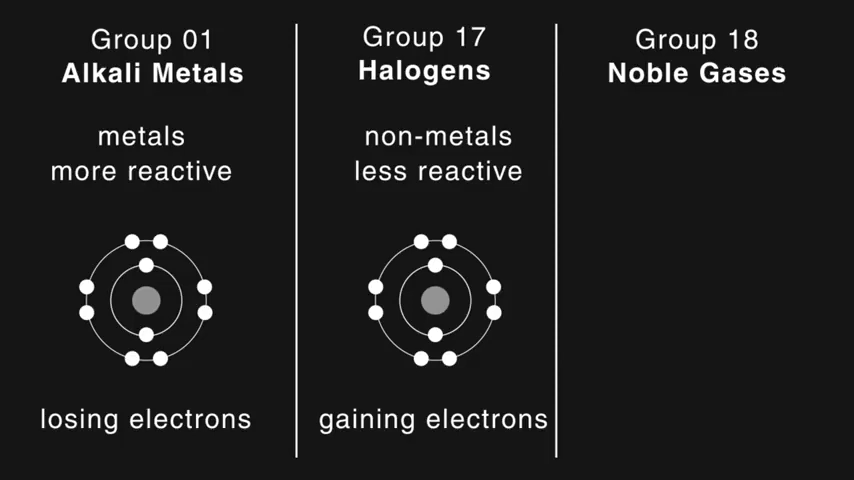 Group 01
Alkali Metals
metals
more reactive
losing electrons
Group 17
Halogens
non-metals
less reactive
gaining electrons
Group 18
Noble Gases